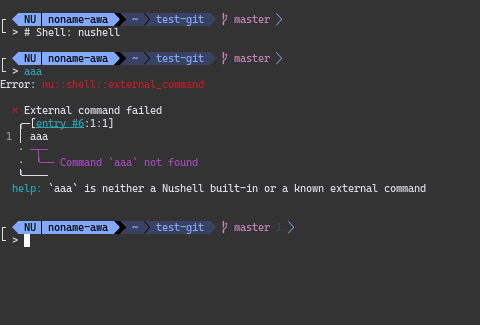 NU noname-awa ~ test-git master
> # Shell: nushell
NU noname-awa ~ test-git master
> aaa
Error: nu::shell::external_command
× External command failed
[entry #6:1:1]
1 │ aaa
Command `aaa` not found
help: `aaa` is neither a Nushell built-in or a known external command
NU noname-awa ~ test-git master 1
>